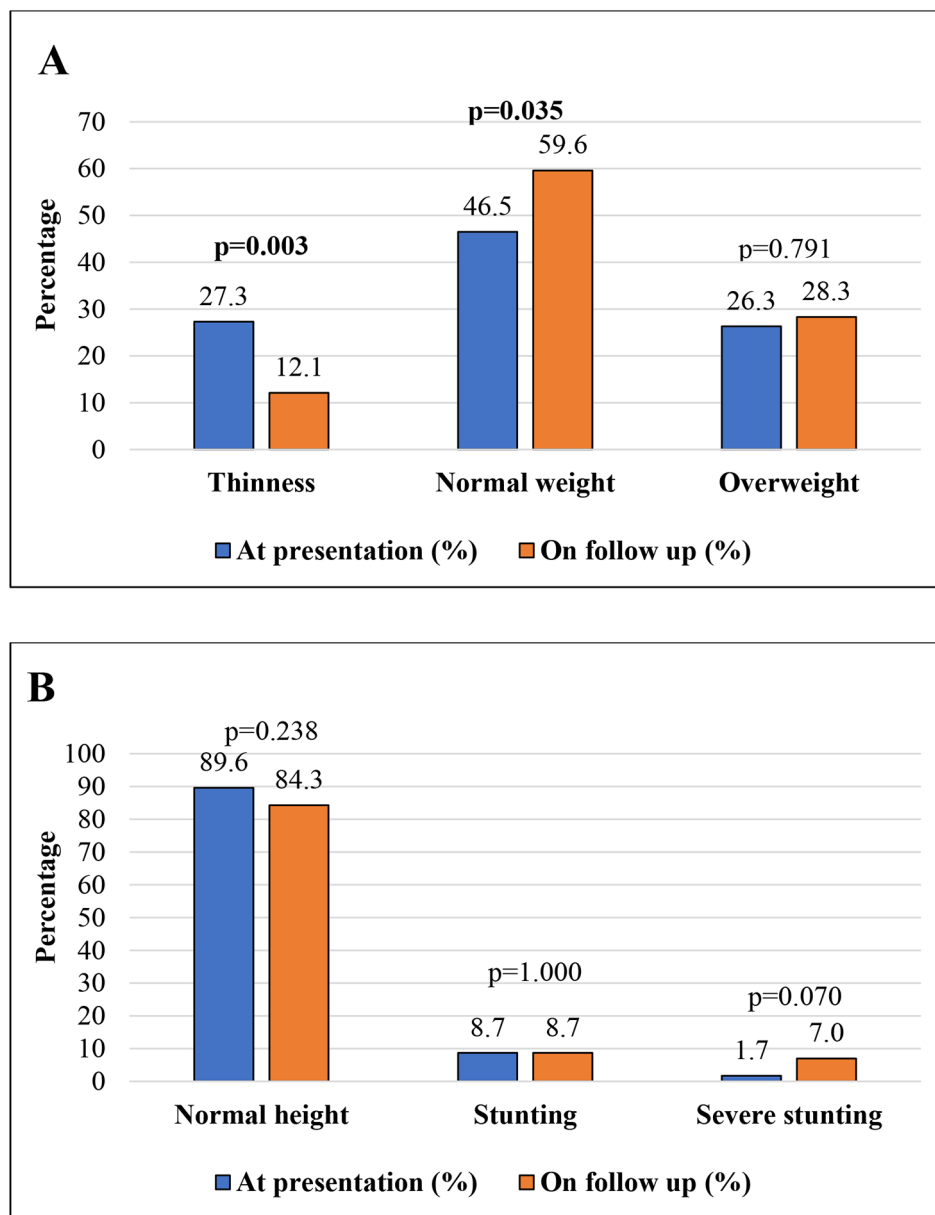 A
p=0.035
70
59.6
60
46.5
50
p=0.003
40
p=0.791
27.3
26.3
28.3
30
20
12.1
10
0
Percentage
Thinness
Normal weight
Overweight
At presentation (%)
On follow up (%)
B
p=0.238
100
89.6
84.3
90
80
70
60
50
40
p=1.000
30
p=0.070
20
8.7
8.7
1.7
7.0
10
0
Percentage
Normal height
Stunting
Severe stunting
At presentation (%)
On follow up (%)